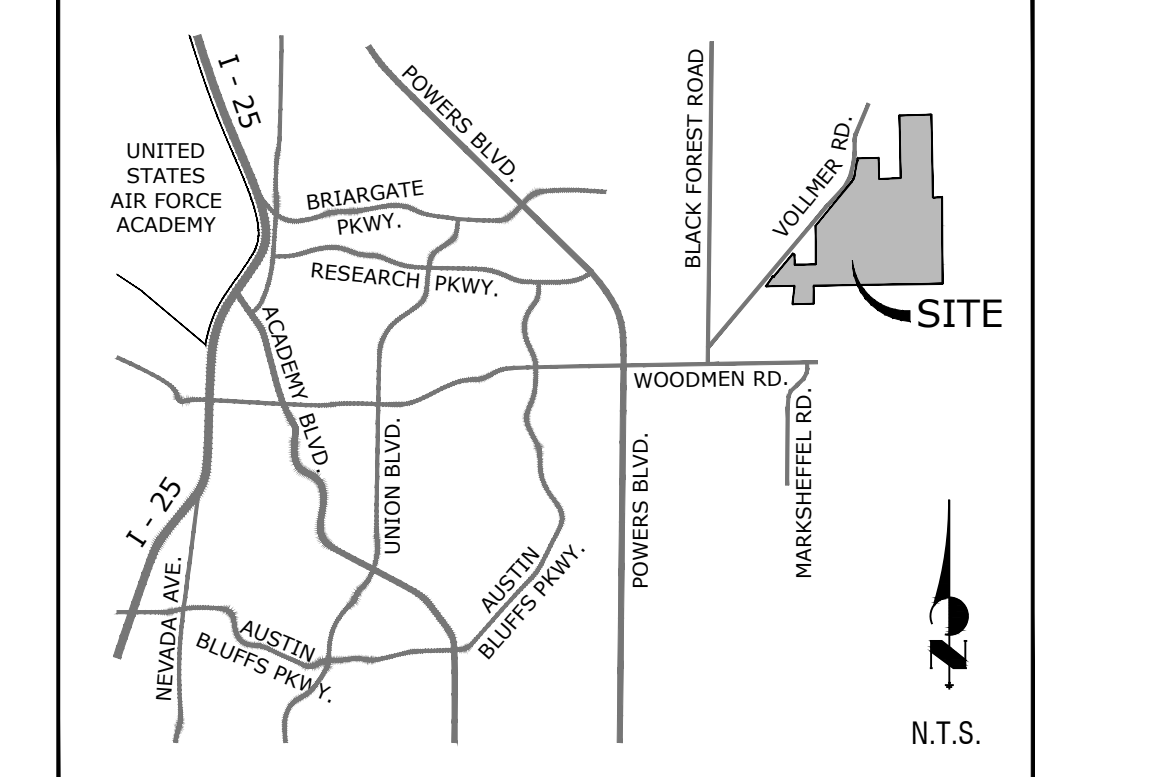 I - 25
POWERS BLVD.
BLACK FOREST ROAD
VOLLMER RD.
UNITED
STATES
AIR FORCE
ACADEMY
BRIARGATE
PKWY.
RESEARCH PKWY.
SITE
ACADEMY BLVD.
WOODMEN RD.
MARKSHEFFEL RD.
UNION BLVD.
POWERS BLVD.
I - 25
NEVADA AVE.
AUSTIN
BLUFFS PKWY.
AUSTIN
BLUFFS PKWY.
N
N.T.S.